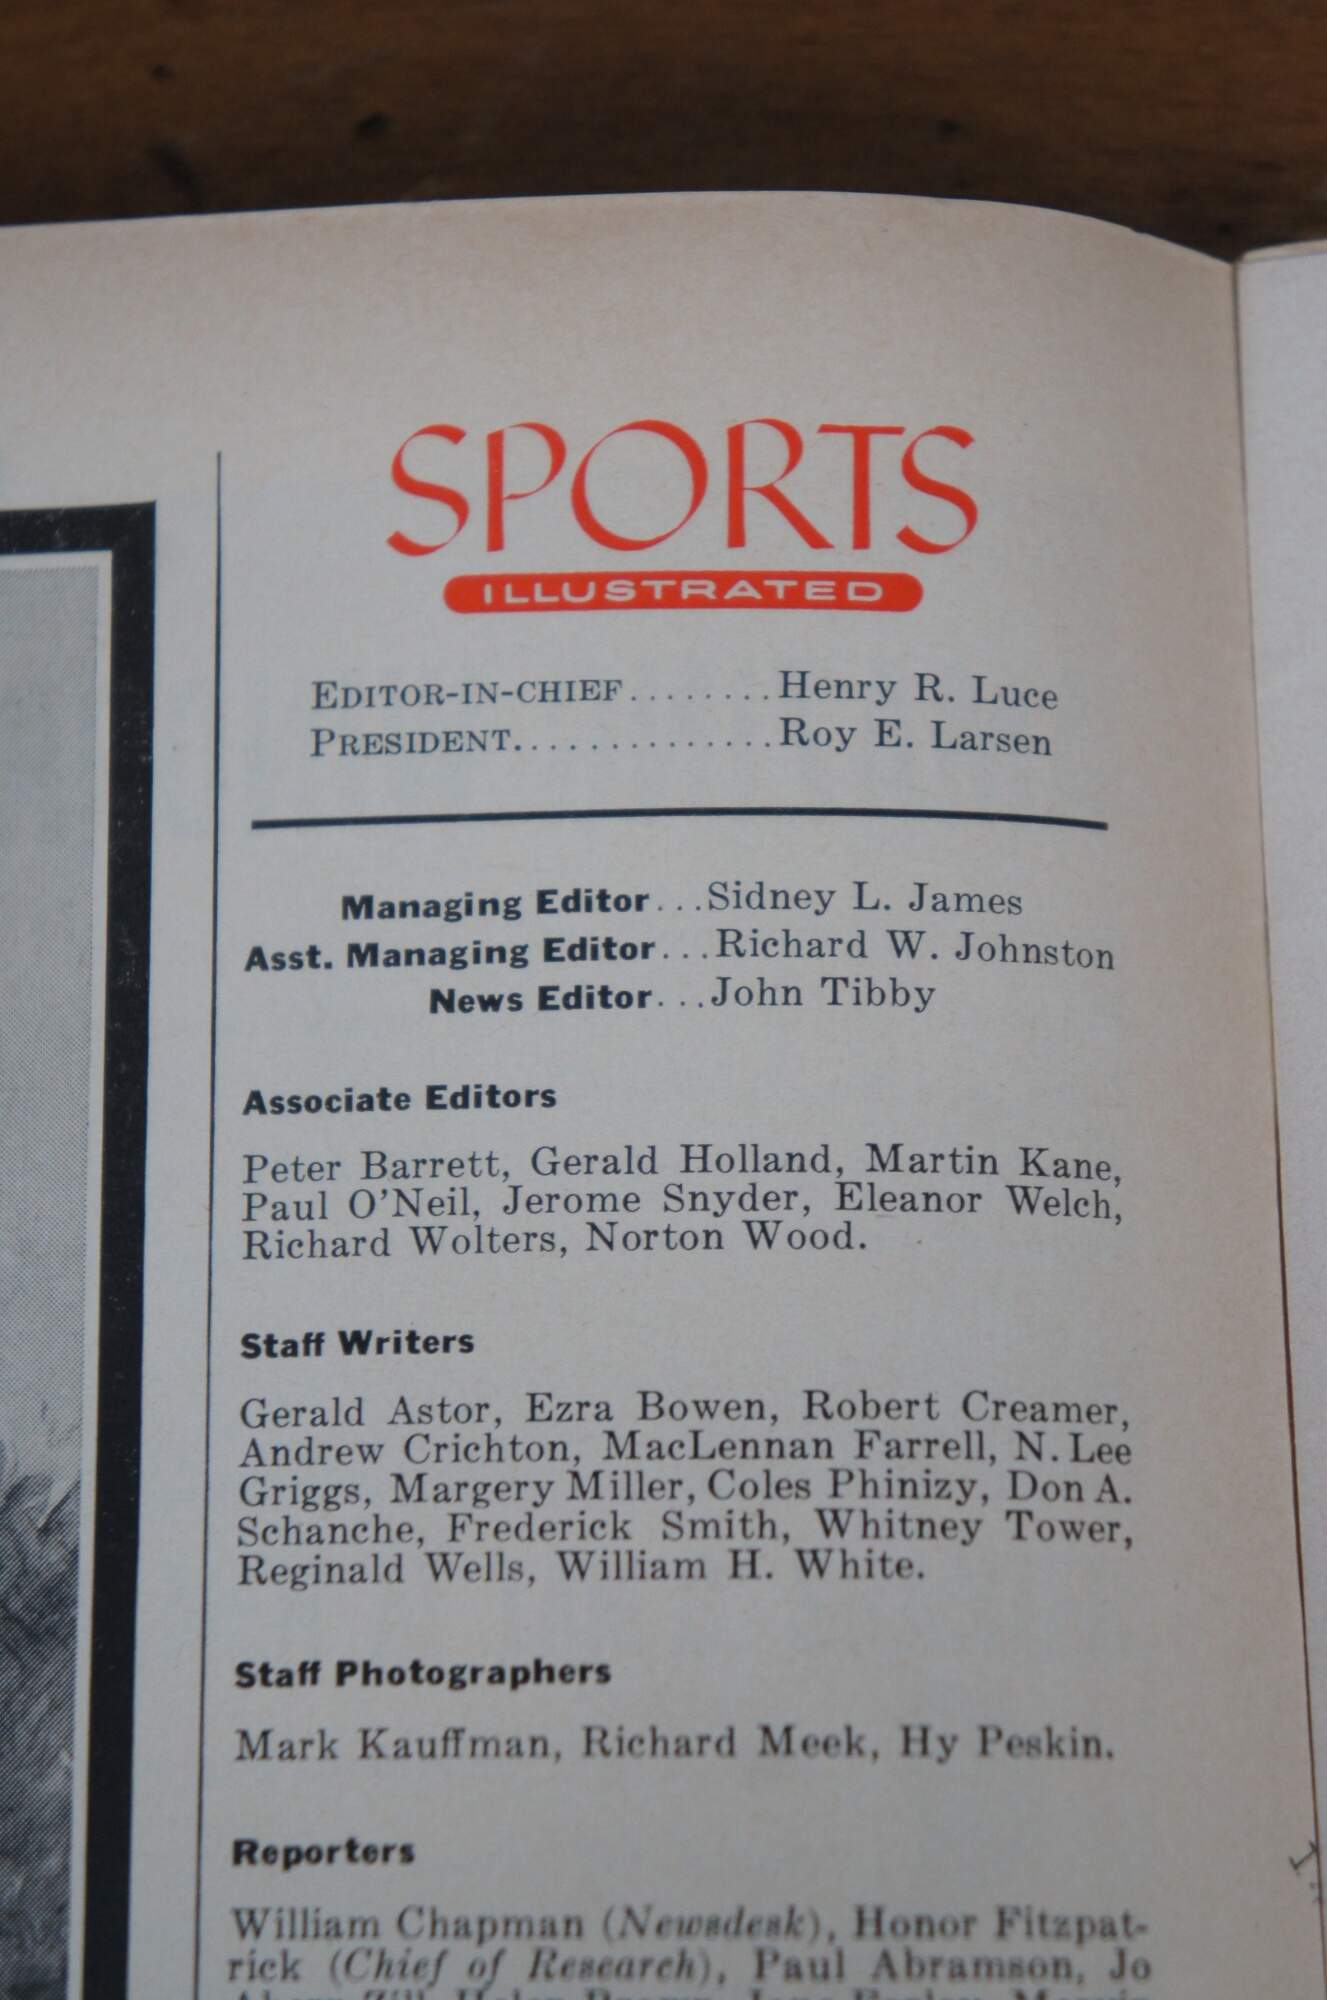 SPORTS
ILLUSTRATED
EDITOR-IN-CHIEF........Henry R. Luce
PRESIDENT..............Roy E. Larsen
Managing Editor...Sidney L. James
Asst. Managing Editor...Richard W. Johnston
News Editor...John Tibby
Associate Editors
Peter Barrett, Gerald Holland, Martin Kane,
Paul O'Neil, Jerome Snyder, Eleanor Welch,
Richard Wolters, Norton Wood.
Staff Writers
Gerald Astor, Ezra Bowen, Robert Creamer,
Andrew Crichton, MacLennan Farrell, N. Lee
Griggs, Margery Miller, Coles Phinizy, Don A.
Schanche, Frederick Smith, Whitney Tower,
Reginald Wells, William H. White.
Staff Photographers
Mark Kauffman, Richard Meek, Hy Peskin.
Reporters
William Chapman (Newsdesk), Honor Fitzpat-
rick (Chief of Research), Paul Abramson, Jo